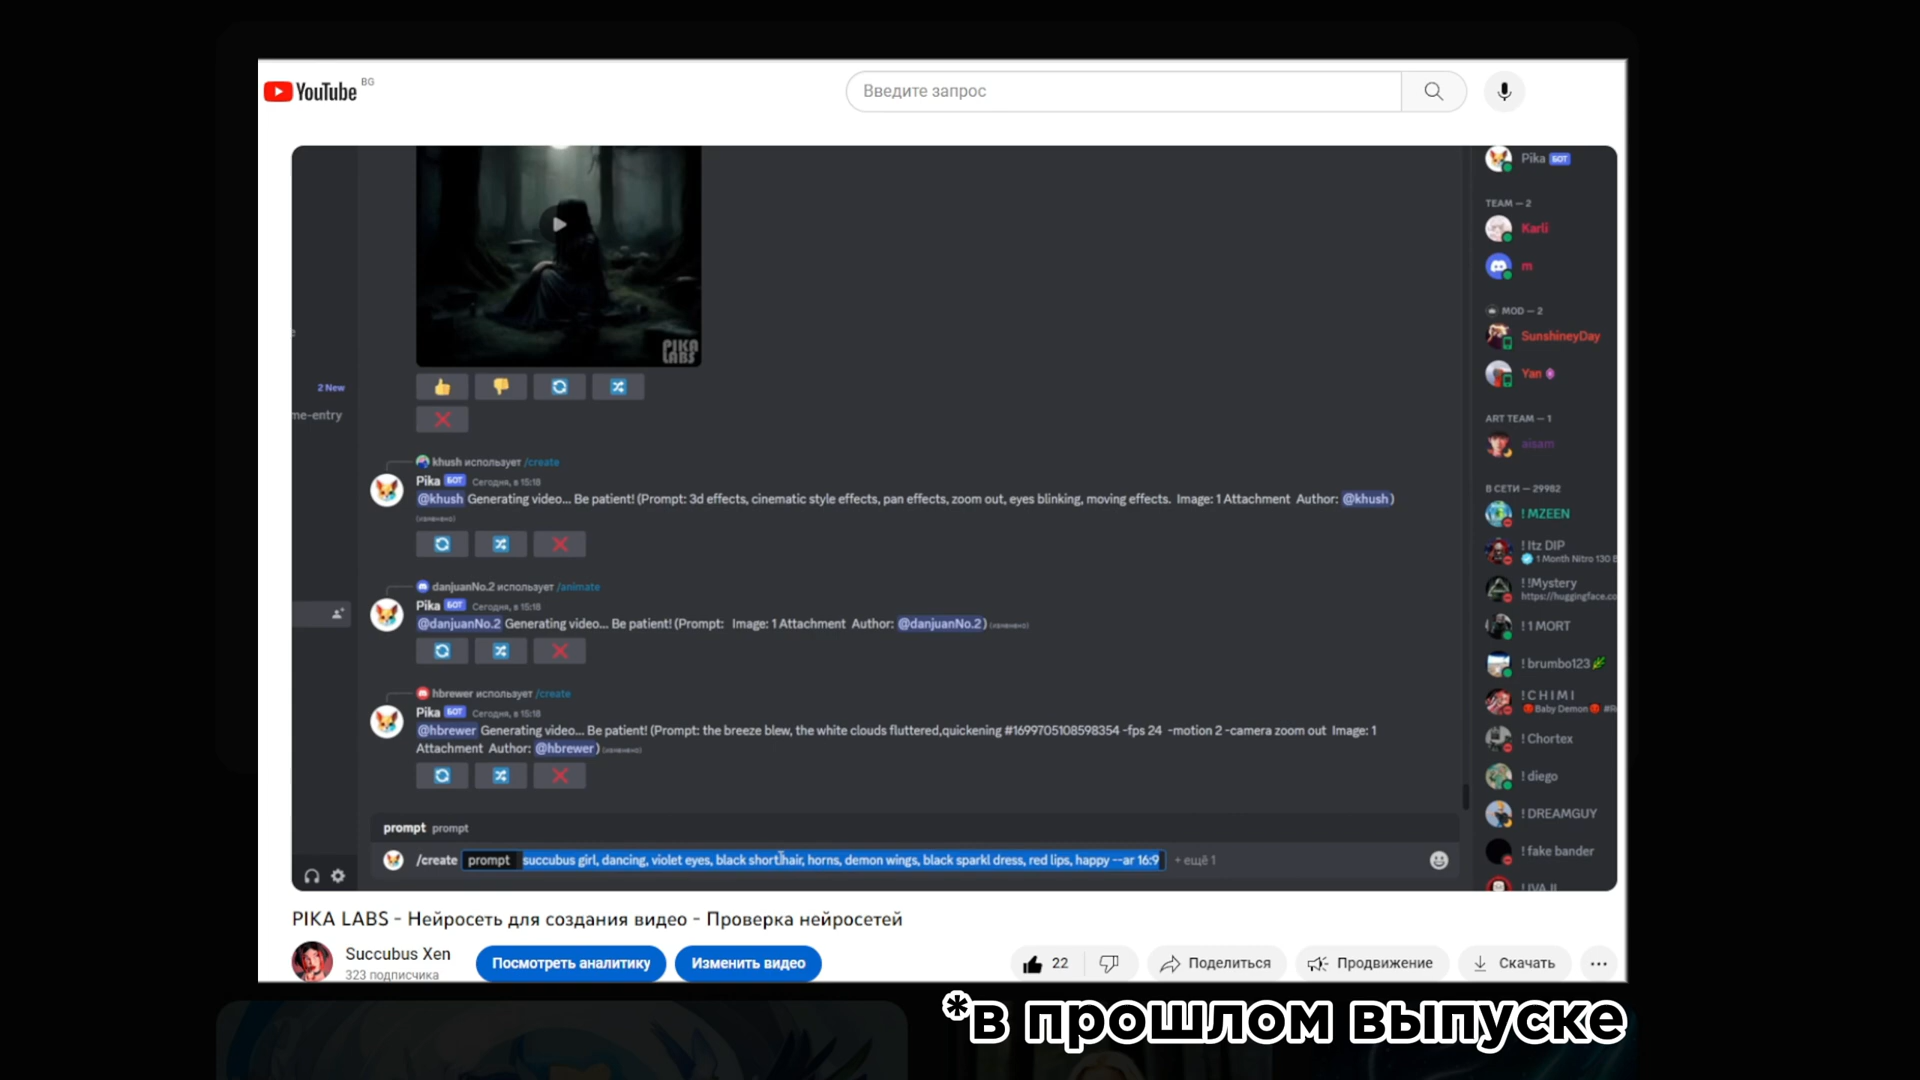 YouTube BG
Введите запрос
PIKA
LABS
2 New
me-entry
khush использует /create
Pika БОТ Сегодня, в 15:18
@khush Generating video... Be patient! (Prompt: 3d effects, cinematic style effects, pan effects, zoom out, eyes blinking, moving effects. Image: 1 Attachment Author: @khush)
(изменено)
danjuanNo.2 использует /animate
Pika БОТ Сегодня, в 15:18
@danjuanNo.2 Generating video... Be patient! (Prompt: Image: 1 Attachment Author: @danjuanNo.2) (изменено)
hbrewer использует /create
Pika БОТ Сегодня, в 15:18
@hbrewer Generating video... Be patient! (Prompt: the breeze blew, the white clouds fluttered,quickening #1699705108598354 -fps 24 -motion 2 -camera zoom out Image: 1
Attachment Author: @hbrewer) (изменено)
prompt prompt
/create prompt succubus girl, dancing, violet eyes, black short hair, horns, demon wings, black sparkl dress, red lips, happy --ar 16:9 + ещё 1
Pika БОТ
TEAM — 2
Karli
m
MOD — 2
SunshineyDay
Yan
ART TEAM — 1
aisam
В СЕТИ — 29982
! MZEEN
! Itz DIP
1 Month Nitro 130 B
! !Mystery
https://huggingface.co
! 1 MORT
! brumbo123
! C H I M I
Baby Demon
! Chortex
! diego
! DREAMGUY
! fake bander
PIKA LABS - Нейросеть для создания видео - Проверка нейросетей
Succubus Xen
323 подписчика
Посмотреть аналитику
Изменить видео
22
Поделиться
Продвижение
Скачать
*в прошлом выпуске